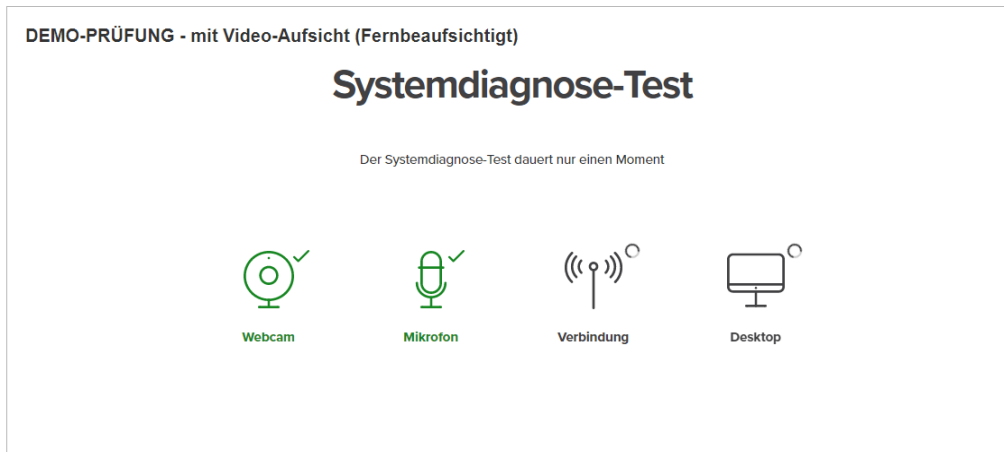 DEMO-PRÜFUNG - mit Video-Aufsicht (Fernbeaufsichtigt)
Systemdiagnose-Test
Der Systemdiagnose-Test dauert nur einen Moment
Webcam Mikrofon Verbindung Desktop